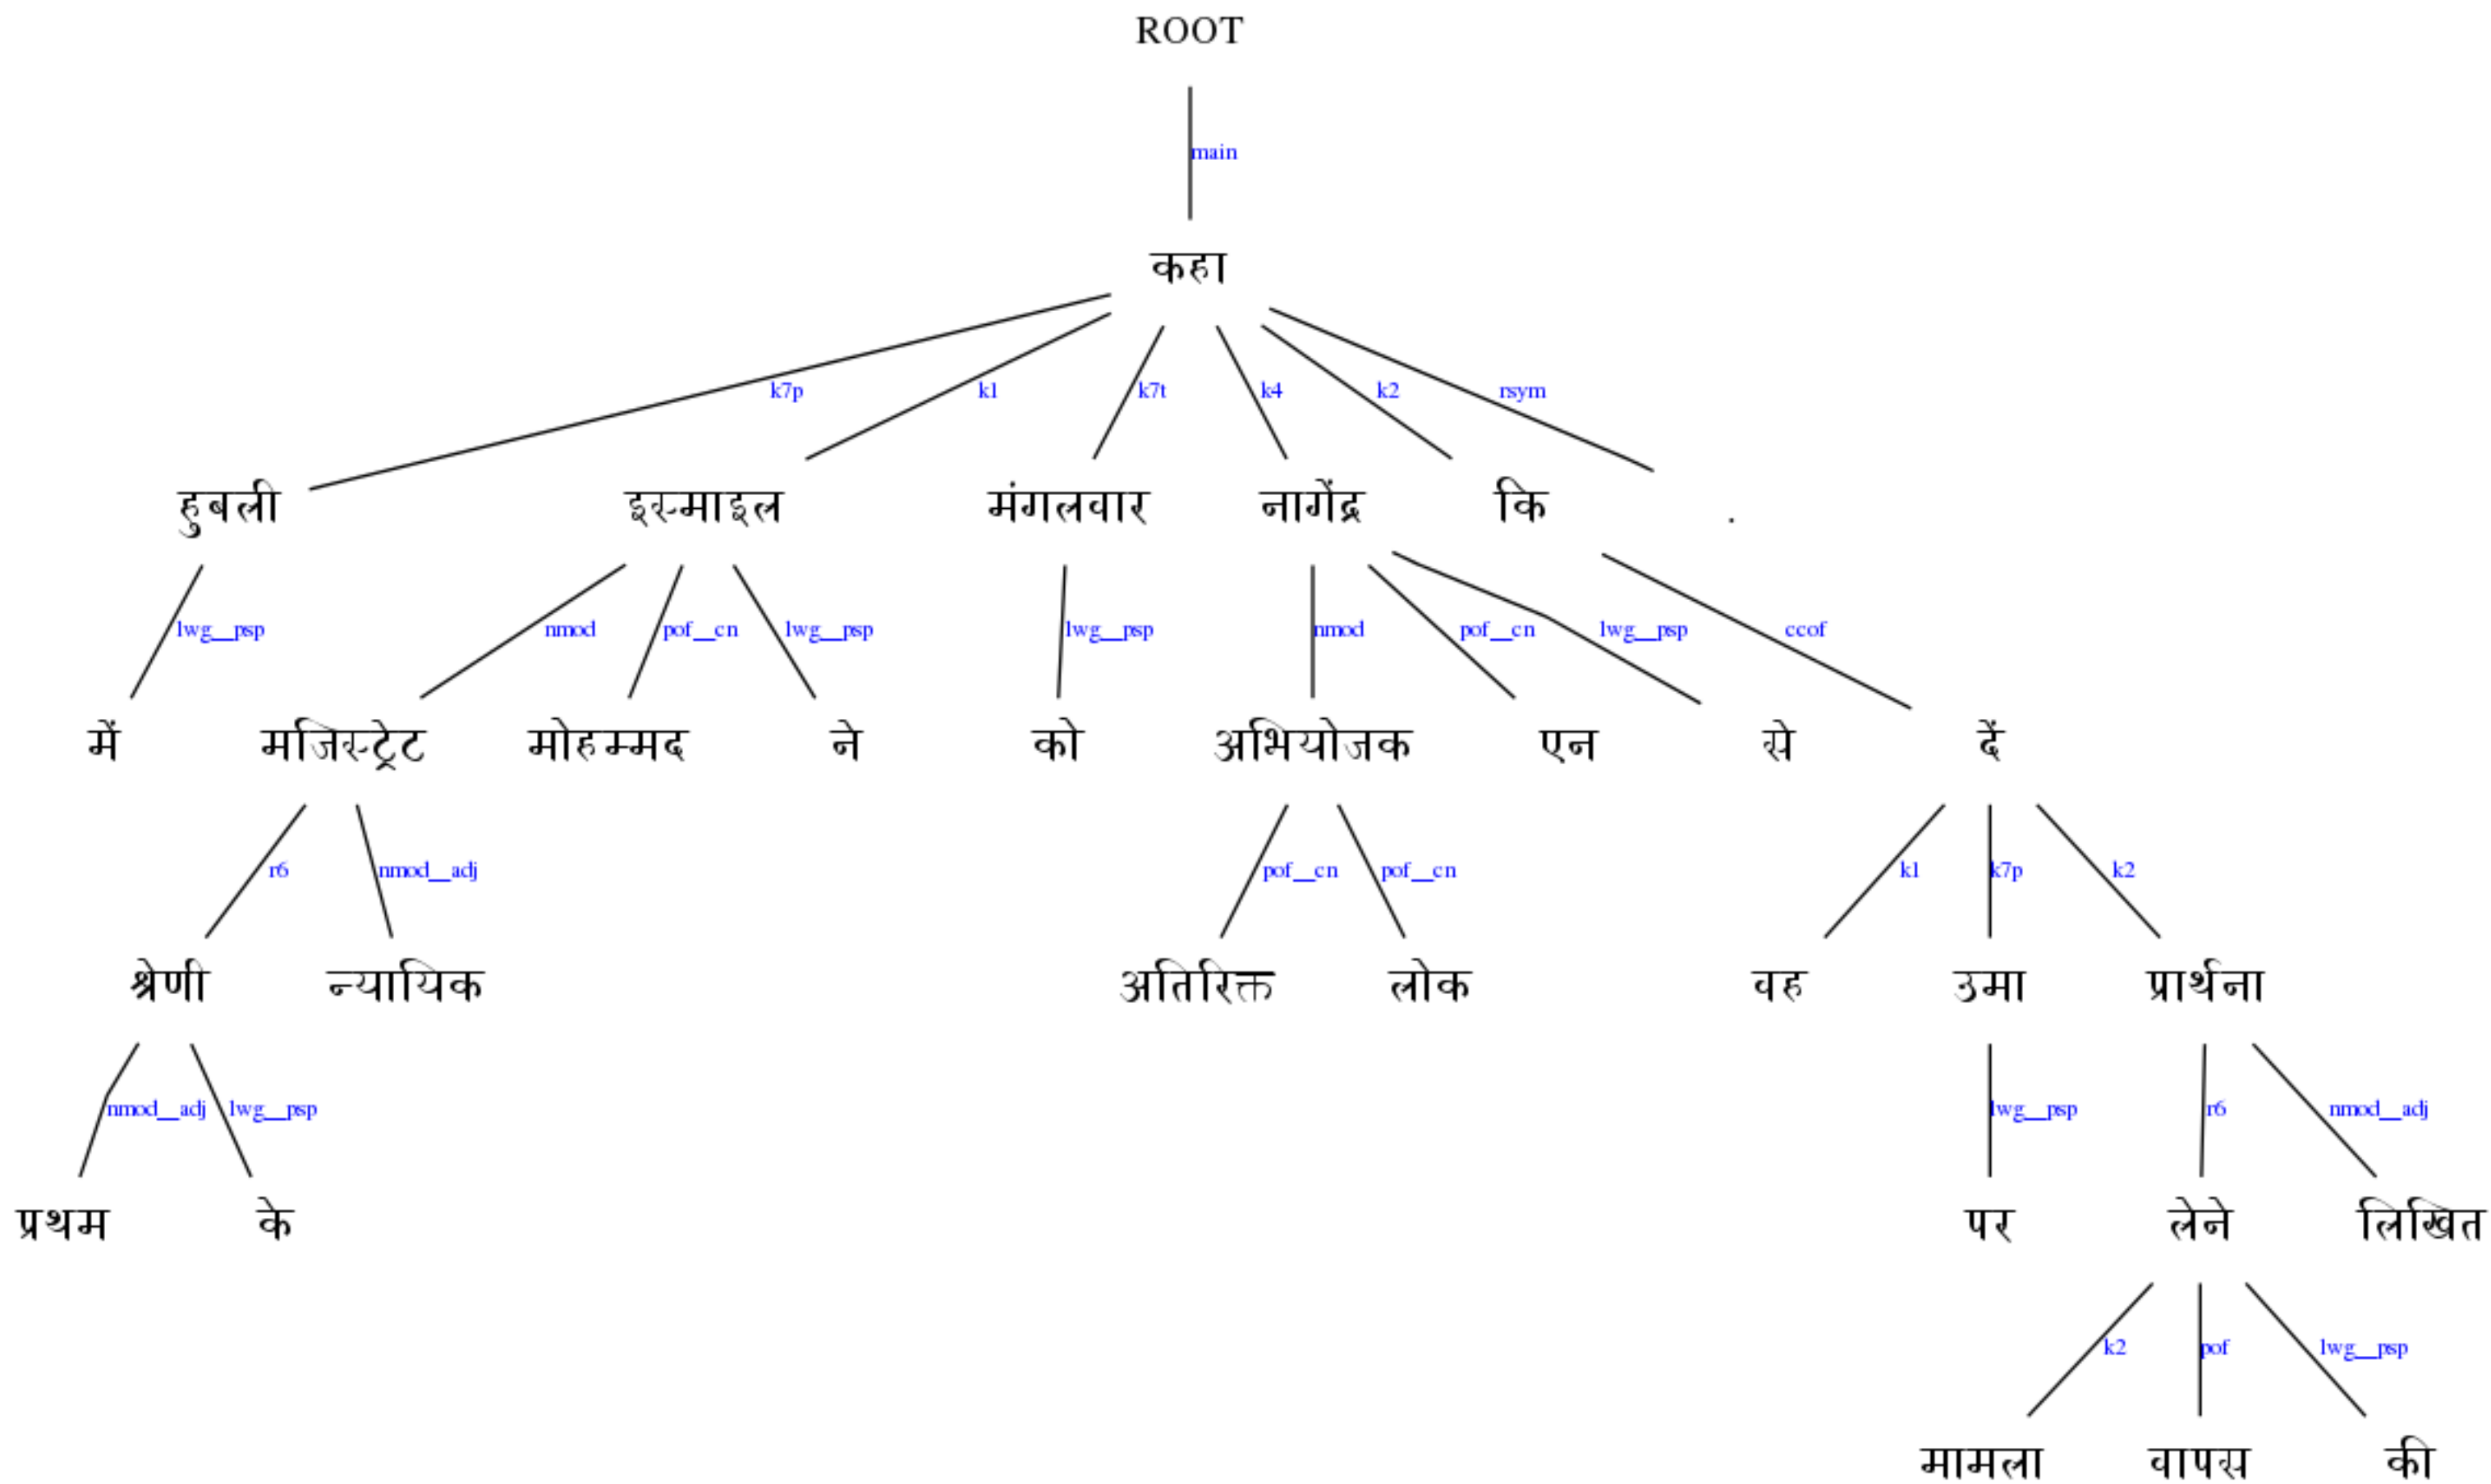 ROOT
main
कहा
k7p k1 k7t k4 k2 rsym
हुबली इस्माइल मंगलवार नागेंद्र कि .
lwg__psp nmod pof__cn lwg__psp lwg__psp nmod pof__cn lwg__psp ccof
में मजिस्ट्रेट मोहम्मद ने को अभियोजक एन से दें
r6 nmod__adj pof__cn pof__cn k1 k7p k2
श्रेणी न्यायिक अतिरिक्त लोक वह उमा प्रार्थना
nmod__adj lwg__psp lwg__psp r6 nmod__adj
प्रथम के पर लेने लिखित
k2 pof lwg__psp
मामला वापस की